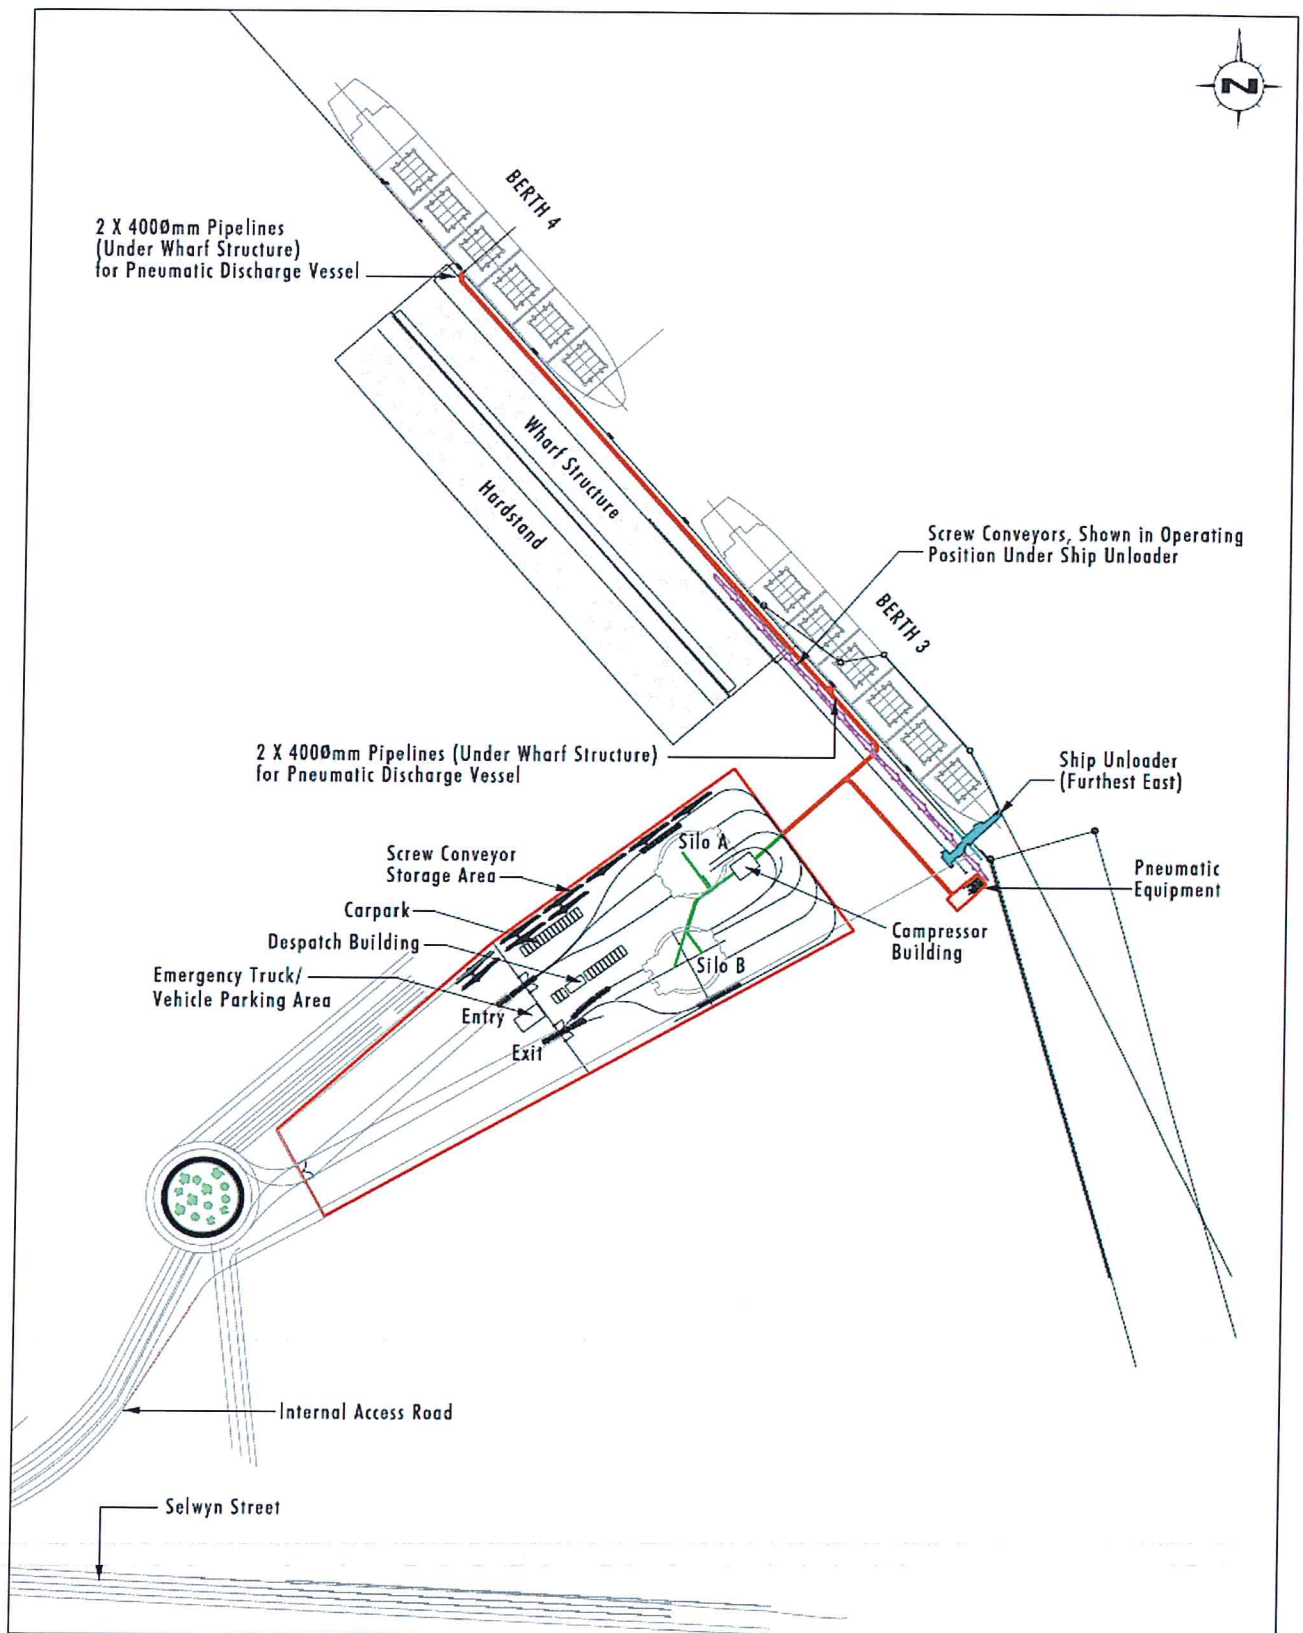 N
BERTH 4
2 X 4000Ømm Pipelines
(Under Wharf Structure)
for Pneumatic Discharge Vessel
Wharf Structure
Hardstand
Screw Conveyors, Shown in Operating
Position Under Ship Unloader
BERTH 3
2 X 4000Ømm Pipelines (Under Wharf Structure)
for Pneumatic Discharge Vessel
Ship Unloader
(Furthest East)
Silo A
Screw Conveyor
Storage Area
Pneumatic
Equipment
Carpark
Compressor
Building
Despatch Building
Silo B
Emergency Truck/
Vehicle Parking Area
Entry
Exit
Internal Access Road
Selwyn Street